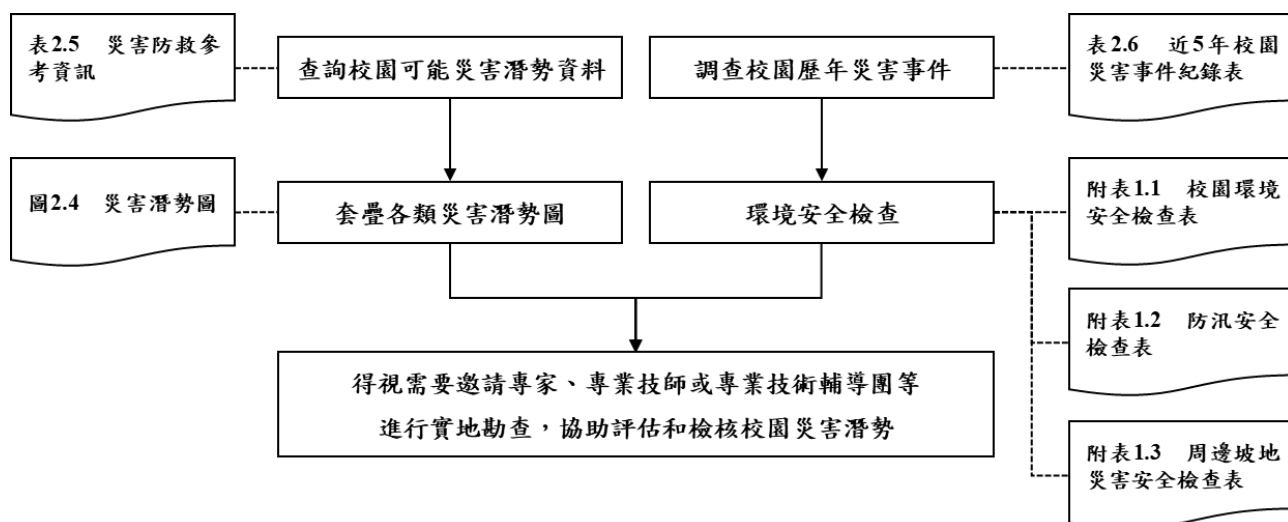 表2.5 災害防救參
考資訊
查詢校園可能災害潛勢資料
調查校園歷年災害事件
表2.6 近5年校園
災害事件紀錄表
圖2.4 災害潛勢圖
套疊各類災害潛勢圖
環境安全檢查
附表1.1 校園環境
安全檢查表
附表1.2 防汛安全
檢查表
得視需要邀請專家、專業技師或專業技術輔導團等
進行實地勘查，協助評估和檢核校園災害潛勢
附表1.3 周邊坡地
災害安全檢查表